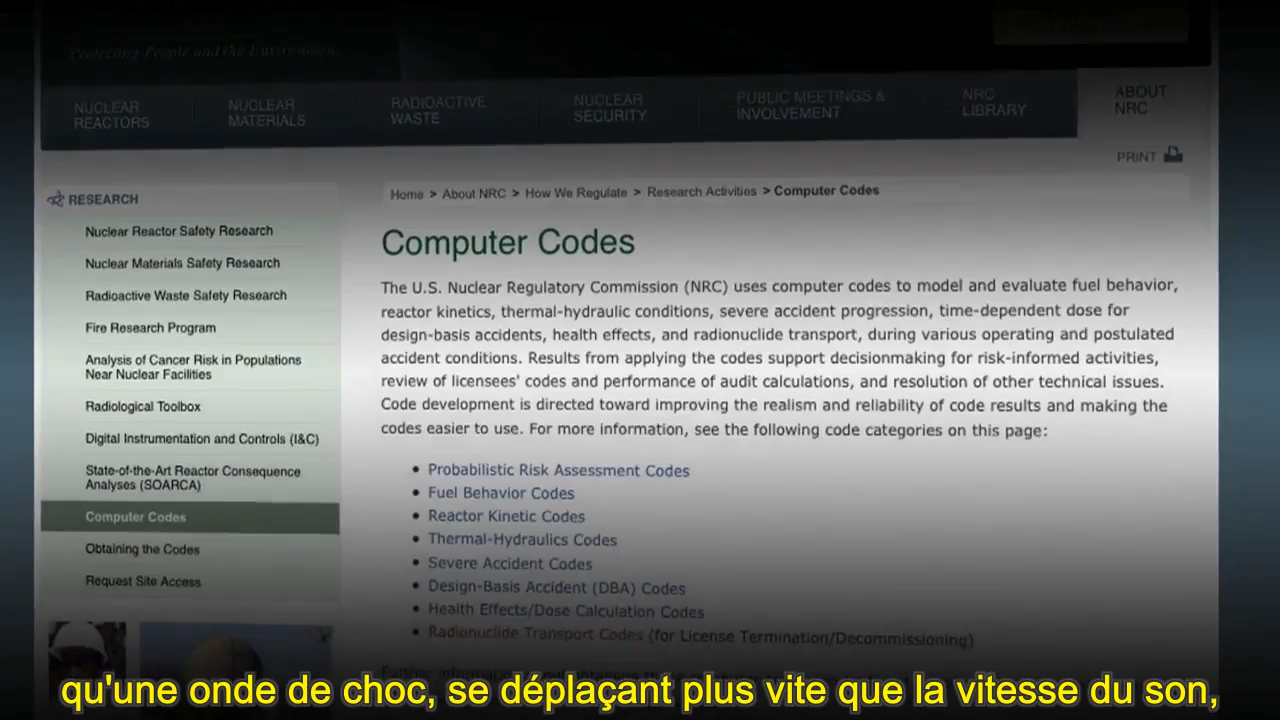 Protecting People and the Environment
NUCLEAR REACTORS
NUCLEAR MATERIALS
RADIOACTIVE WASTE
NUCLEAR SECURITY
PUBLIC MEETINGS & INVOLVEMENT
NRC LIBRARY
ABOUT NRC
PRINT
RESEARCH
Nuclear Reactor Safety Research
Nuclear Materials Safety Research
Radioactive Waste Safety Research
Fire Research Program
Analysis of Cancer Risk in Populations
Near Nuclear Facilities
Radiological Toolbox
Digital Instrumentation and Controls (I&C)
State-of-the-Art Reactor Consequence
Analyses (SOARCA)
Computer Codes
Obtaining the Codes
Request Site Access
Home > About NRC > How We Regulate > Research Activities > Computer Codes
Computer Codes
The U.S. Nuclear Regulatory Commission (NRC) uses computer codes to model and evaluate fuel behavior,
reactor kinetics, thermal-hydraulic conditions, severe accident progression, time-dependent dose for
design-basis accidents, health effects, and radionuclide transport, during various operating and postulated
accident conditions. Results from applying the codes support decisionmaking for risk-informed activities,
review of licensees' codes and performance of audit calculations, and resolution of other technical issues.
Code development is directed toward improving the realism and reliability of code results and making the
codes easier to use. For more information, see the following code categories on this page:
• Probabilistic Risk Assessment Codes
• Fuel Behavior Codes
• Reactor Kinetic Codes
• Thermal-Hydraulics Codes
• Severe Accident Codes
• Design-Basis Accident (DBA) Codes
• Health Effects/Dose Calculation Codes
• Radionuclide Transport Codes (for License Termination/Decommissioning)
qu'une onde de choc, se déplaçant plus vite que la vitesse du son,